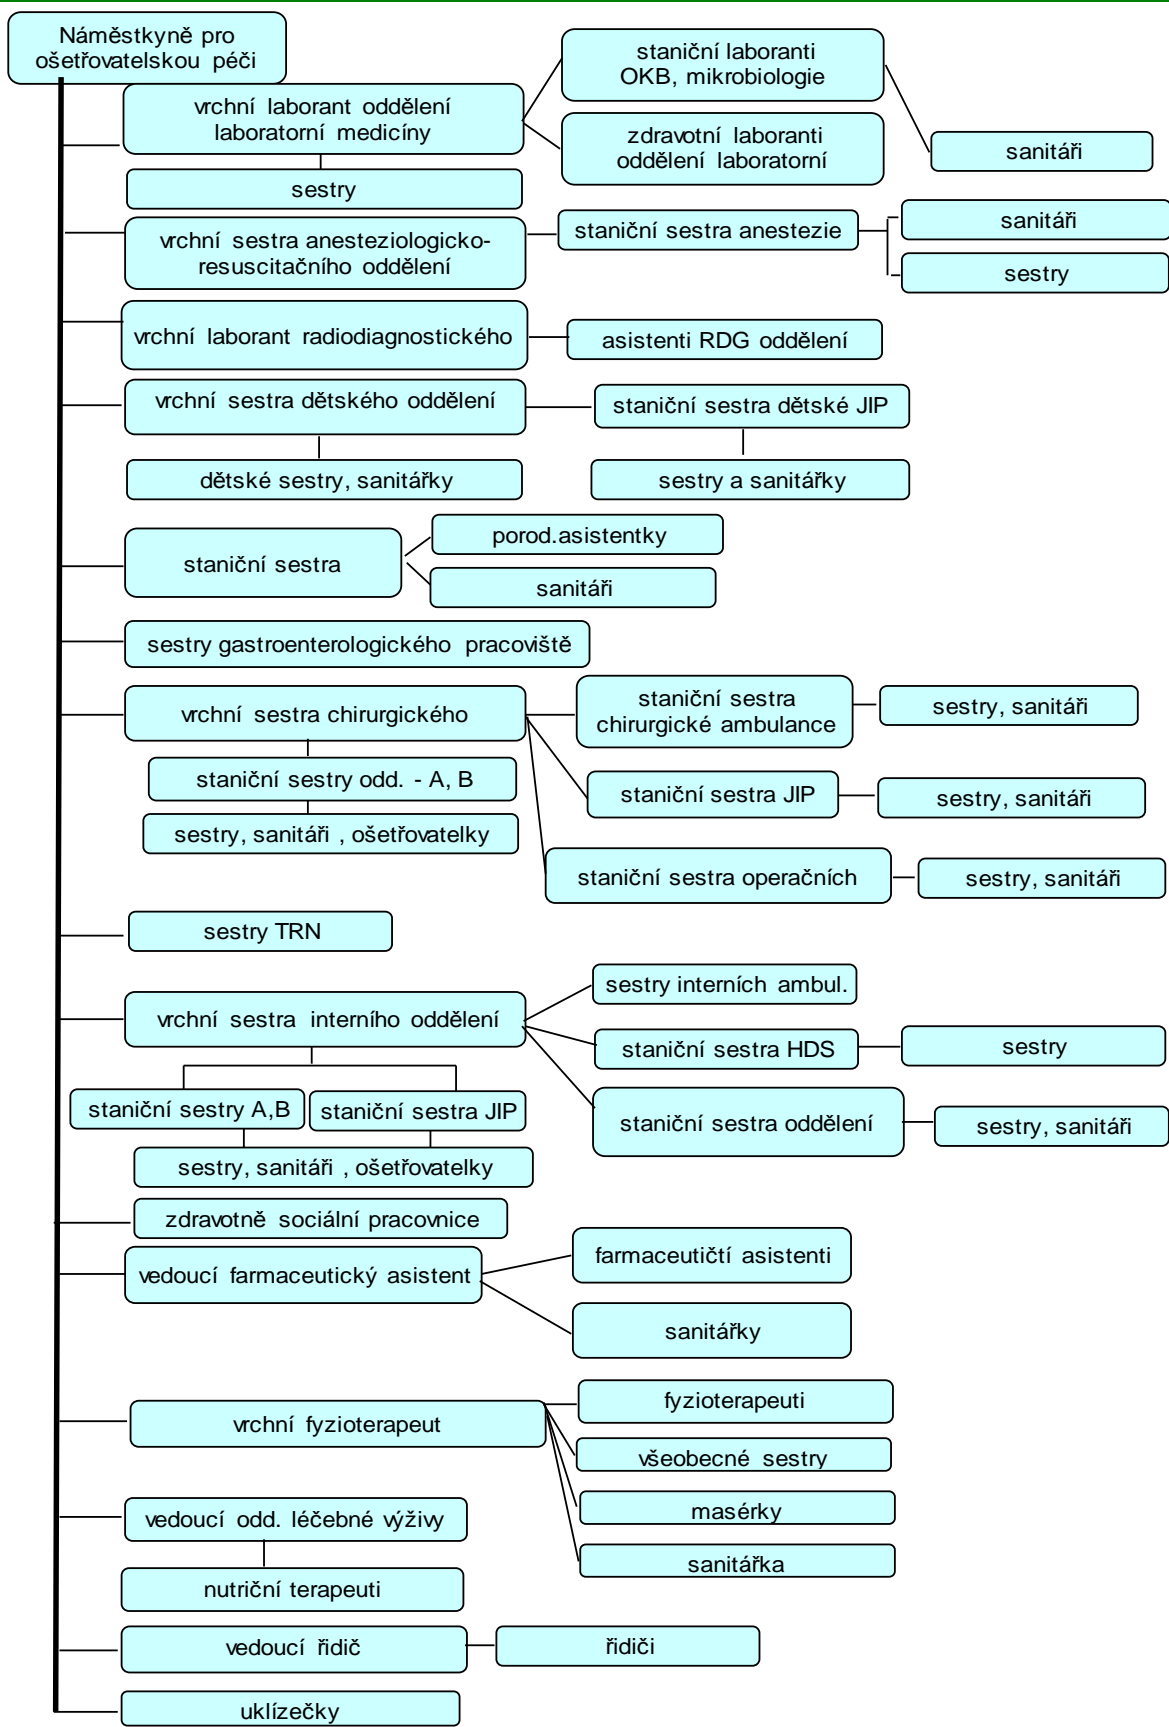 Náměstkyně pro
ošetřovatelskou péči
vrchní laborant oddělení
laboratorní medicíny
staniční laboranti
OKB, mikrobiologie
zdravotní laboranti
oddělení laboratorní
sanitáři
sestry
vrchní sestra anesteziologicko-
resuscitačního oddělení
staniční sestra anestezie
sanitáři
sestry
vrchní laborant radiodiagnostického
asistenti RDG oddělení
vrchní sestra dětského oddělení
staniční sestra dětské JIP
dětské sestry, sanitářky
sestry a sanitářky
staniční sestra
porod.asistentky
sanitáři
sestry gastroenterologického pracoviště
vrchní sestra chirurgického
staniční sestra
chirurgické ambulance
sestry, sanitáři
staniční sestry odd. - A, B
sestry, sanitáři , ošetřovatelky
staniční sestra JIP
sestry, sanitáři
staniční sestra operačních
sestry, sanitáři
sestry TRN
vrchní sestra interního oddělení
sestry interních ambul.
staniční sestra HDS
sestry
staniční sestry A,B
staniční sestra JIP
staniční sestra oddělení
sestry, sanitáři
sestry, sanitáři , ošetřovatelky
zdravotně sociální pracovnice
vedoucí farmaceutický asistent
farmaceutičtí asistenti
sanitářky
vrchní fyzioterapeut
fyzioterapeuti
všeobecné sestry
masérky
sanitářka
vedoucí odd. léčebné výživy
nutriční terapeuti
vedoucí řidič
řidiči
uklízečky